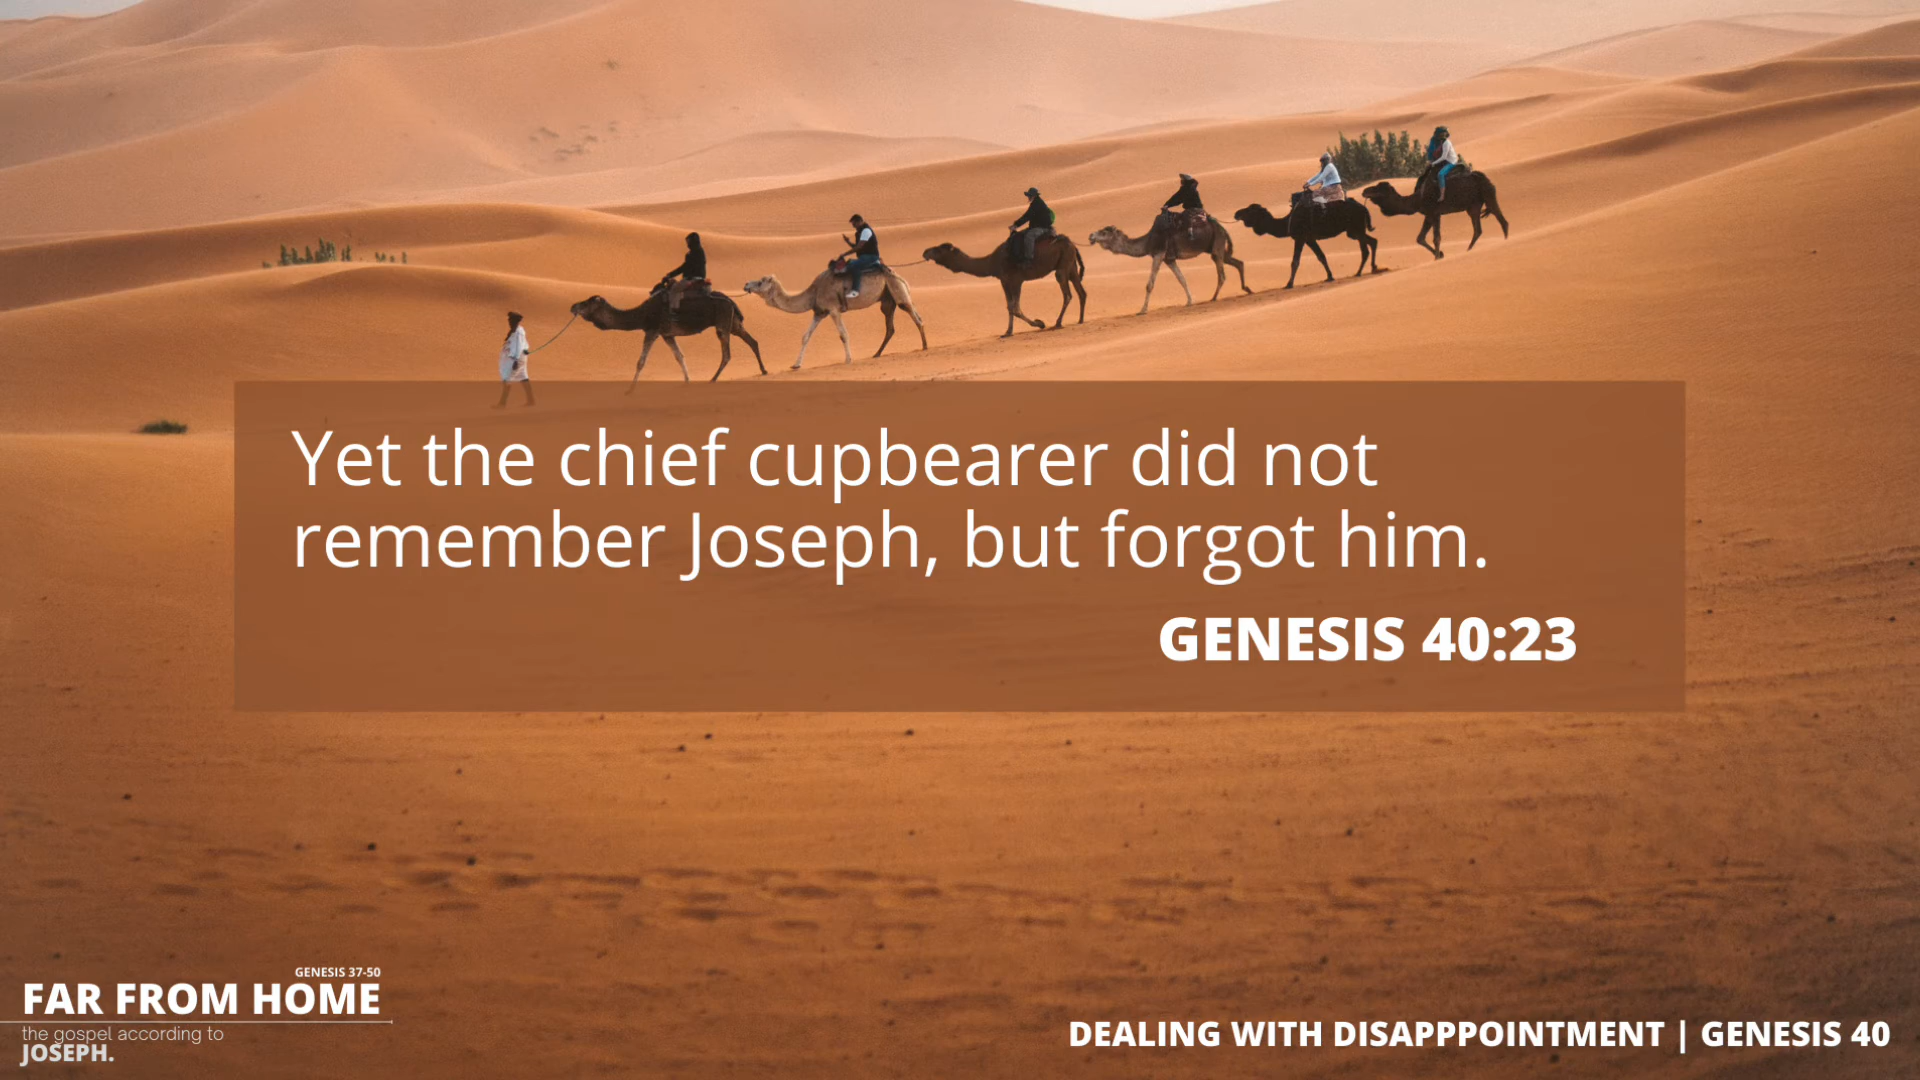 Yet the chief cupbearer did not
remember Joseph, but forgot him.
GENESIS 40:23
GENESIS 37-50
FAR FROM HOME
the gospel according to
JOSEPH.
DEALING WITH DISAPPPOINTMENT | GENESIS 40